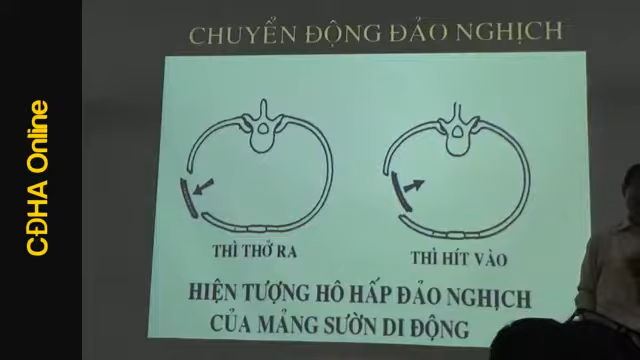 CHUYỂN ĐỘNG ĐẢO NGHỊCH
CĐHA Online
THÌ THỞ RA
THÌ HÍT VÀO
HIỆN TƯỢNG HÔ HẤP ĐẢO NGHỊCH
CỦA MẢNG SƯỜN DI ĐỘNG